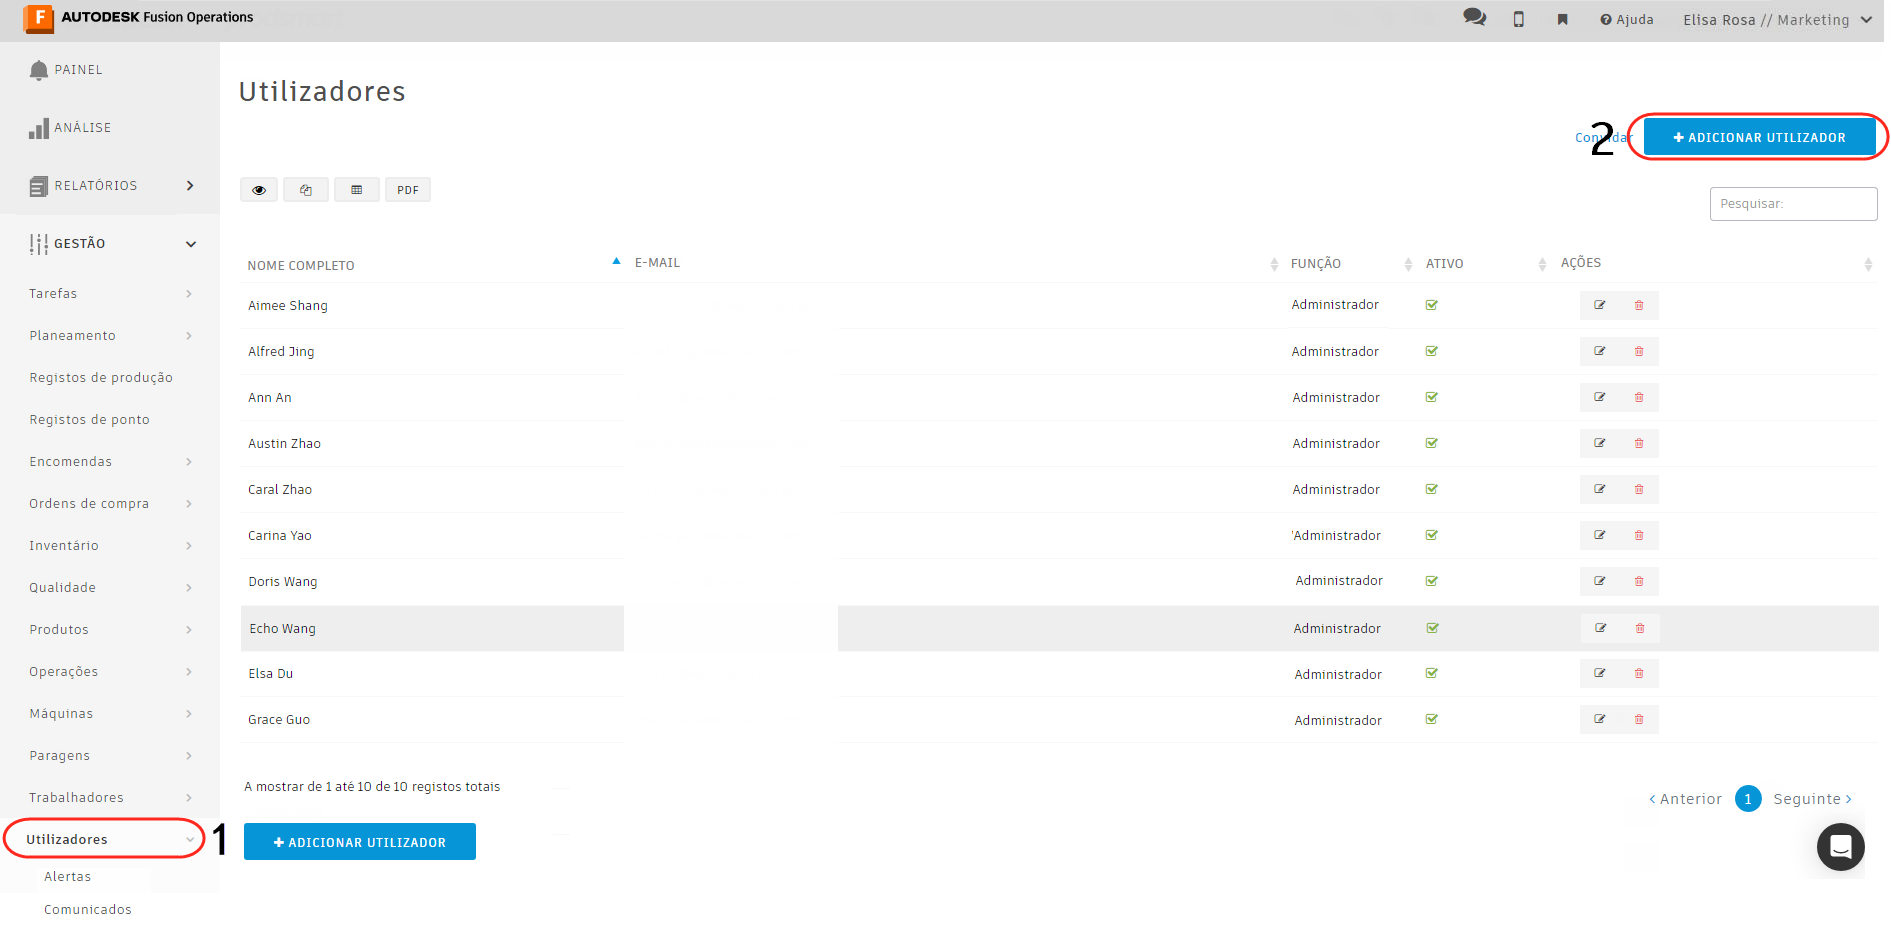 AUTODESK Fusion Operations
Ajuda
Elisa Rosa // Marketing
PAINEL
ANÁLISE
RELATÓRIOS
GESTÃO
Tarefas
Planeamento
Registos de produção
Registos de ponto
Encomendas
Ordens de compra
Inventário
Qualidade
Produtos
Operações
Máquinas
Paragens
Trabalhadores
Utilizadores
1
Alertas
Comunicados
Utilizadores
Convidar
2
ADICIONAR UTILIZADOR
PDF
Pesquisar:
NOME COMPLETO E-MAIL FUNÇÃO ATIVO AÇÕES
Aimee Shang Administrador
Alfred Jing Administrador
Ann An Administrador
Austin Zhao Administrador
Caral Zhao Administrador
Carina Yao 'Administrador
Doris Wang Administrador
Echo Wang Administrador
Elsa Du Administrador
Grace Guo Administrador
A mostrar de 1 até 10 de 10 registos totais
Anterior 1 Seguinte
ADICIONAR UTILIZADOR